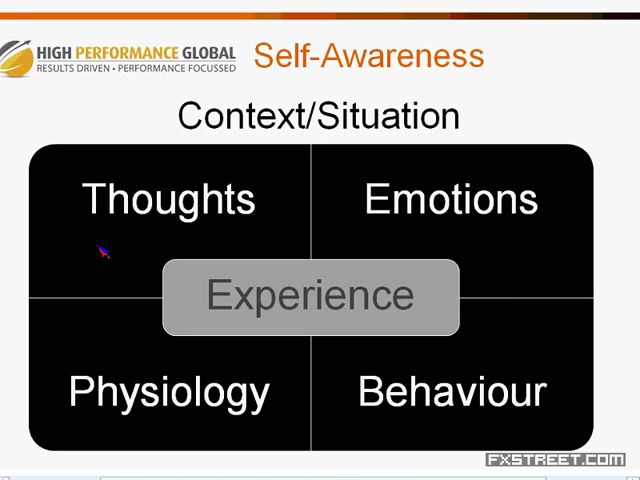 HIGH PERFORMANCE GLOBAL
RESULTS DRIVEN • PERFORMANCE FOCUSSED
Self-Awareness
Context/Situation
Thoughts
Emotions
Experience
Physiology
Behaviour
FXSTREET.COM